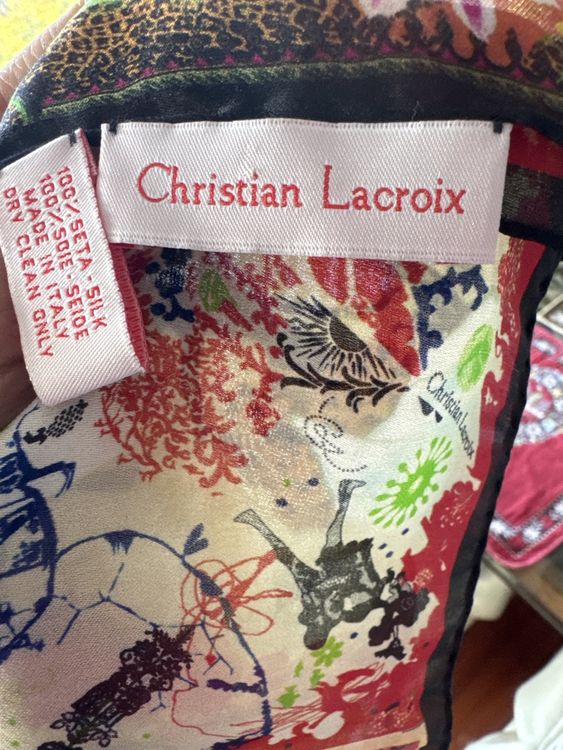 Christian Lacroix
100% SETA · SILK
100% SOIE · SEIDE
MADE IN ITALY
DRY CLEAN ONLY
Christian Lacroix